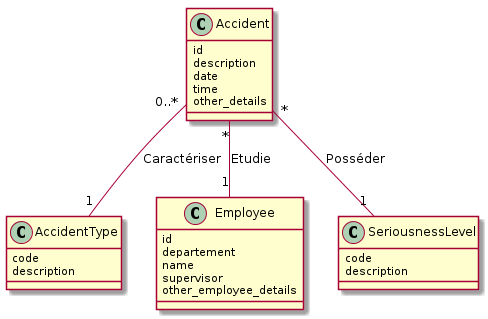 C Accident
id
description
date
time
other_details
0..*
*
*
Caractériser
Etudie
Posséder
1
1
1
C AccidentType
code
description
C Employee
id
departement
name
supervisor
other_employee_details
C SeriousnessLevel
code
description